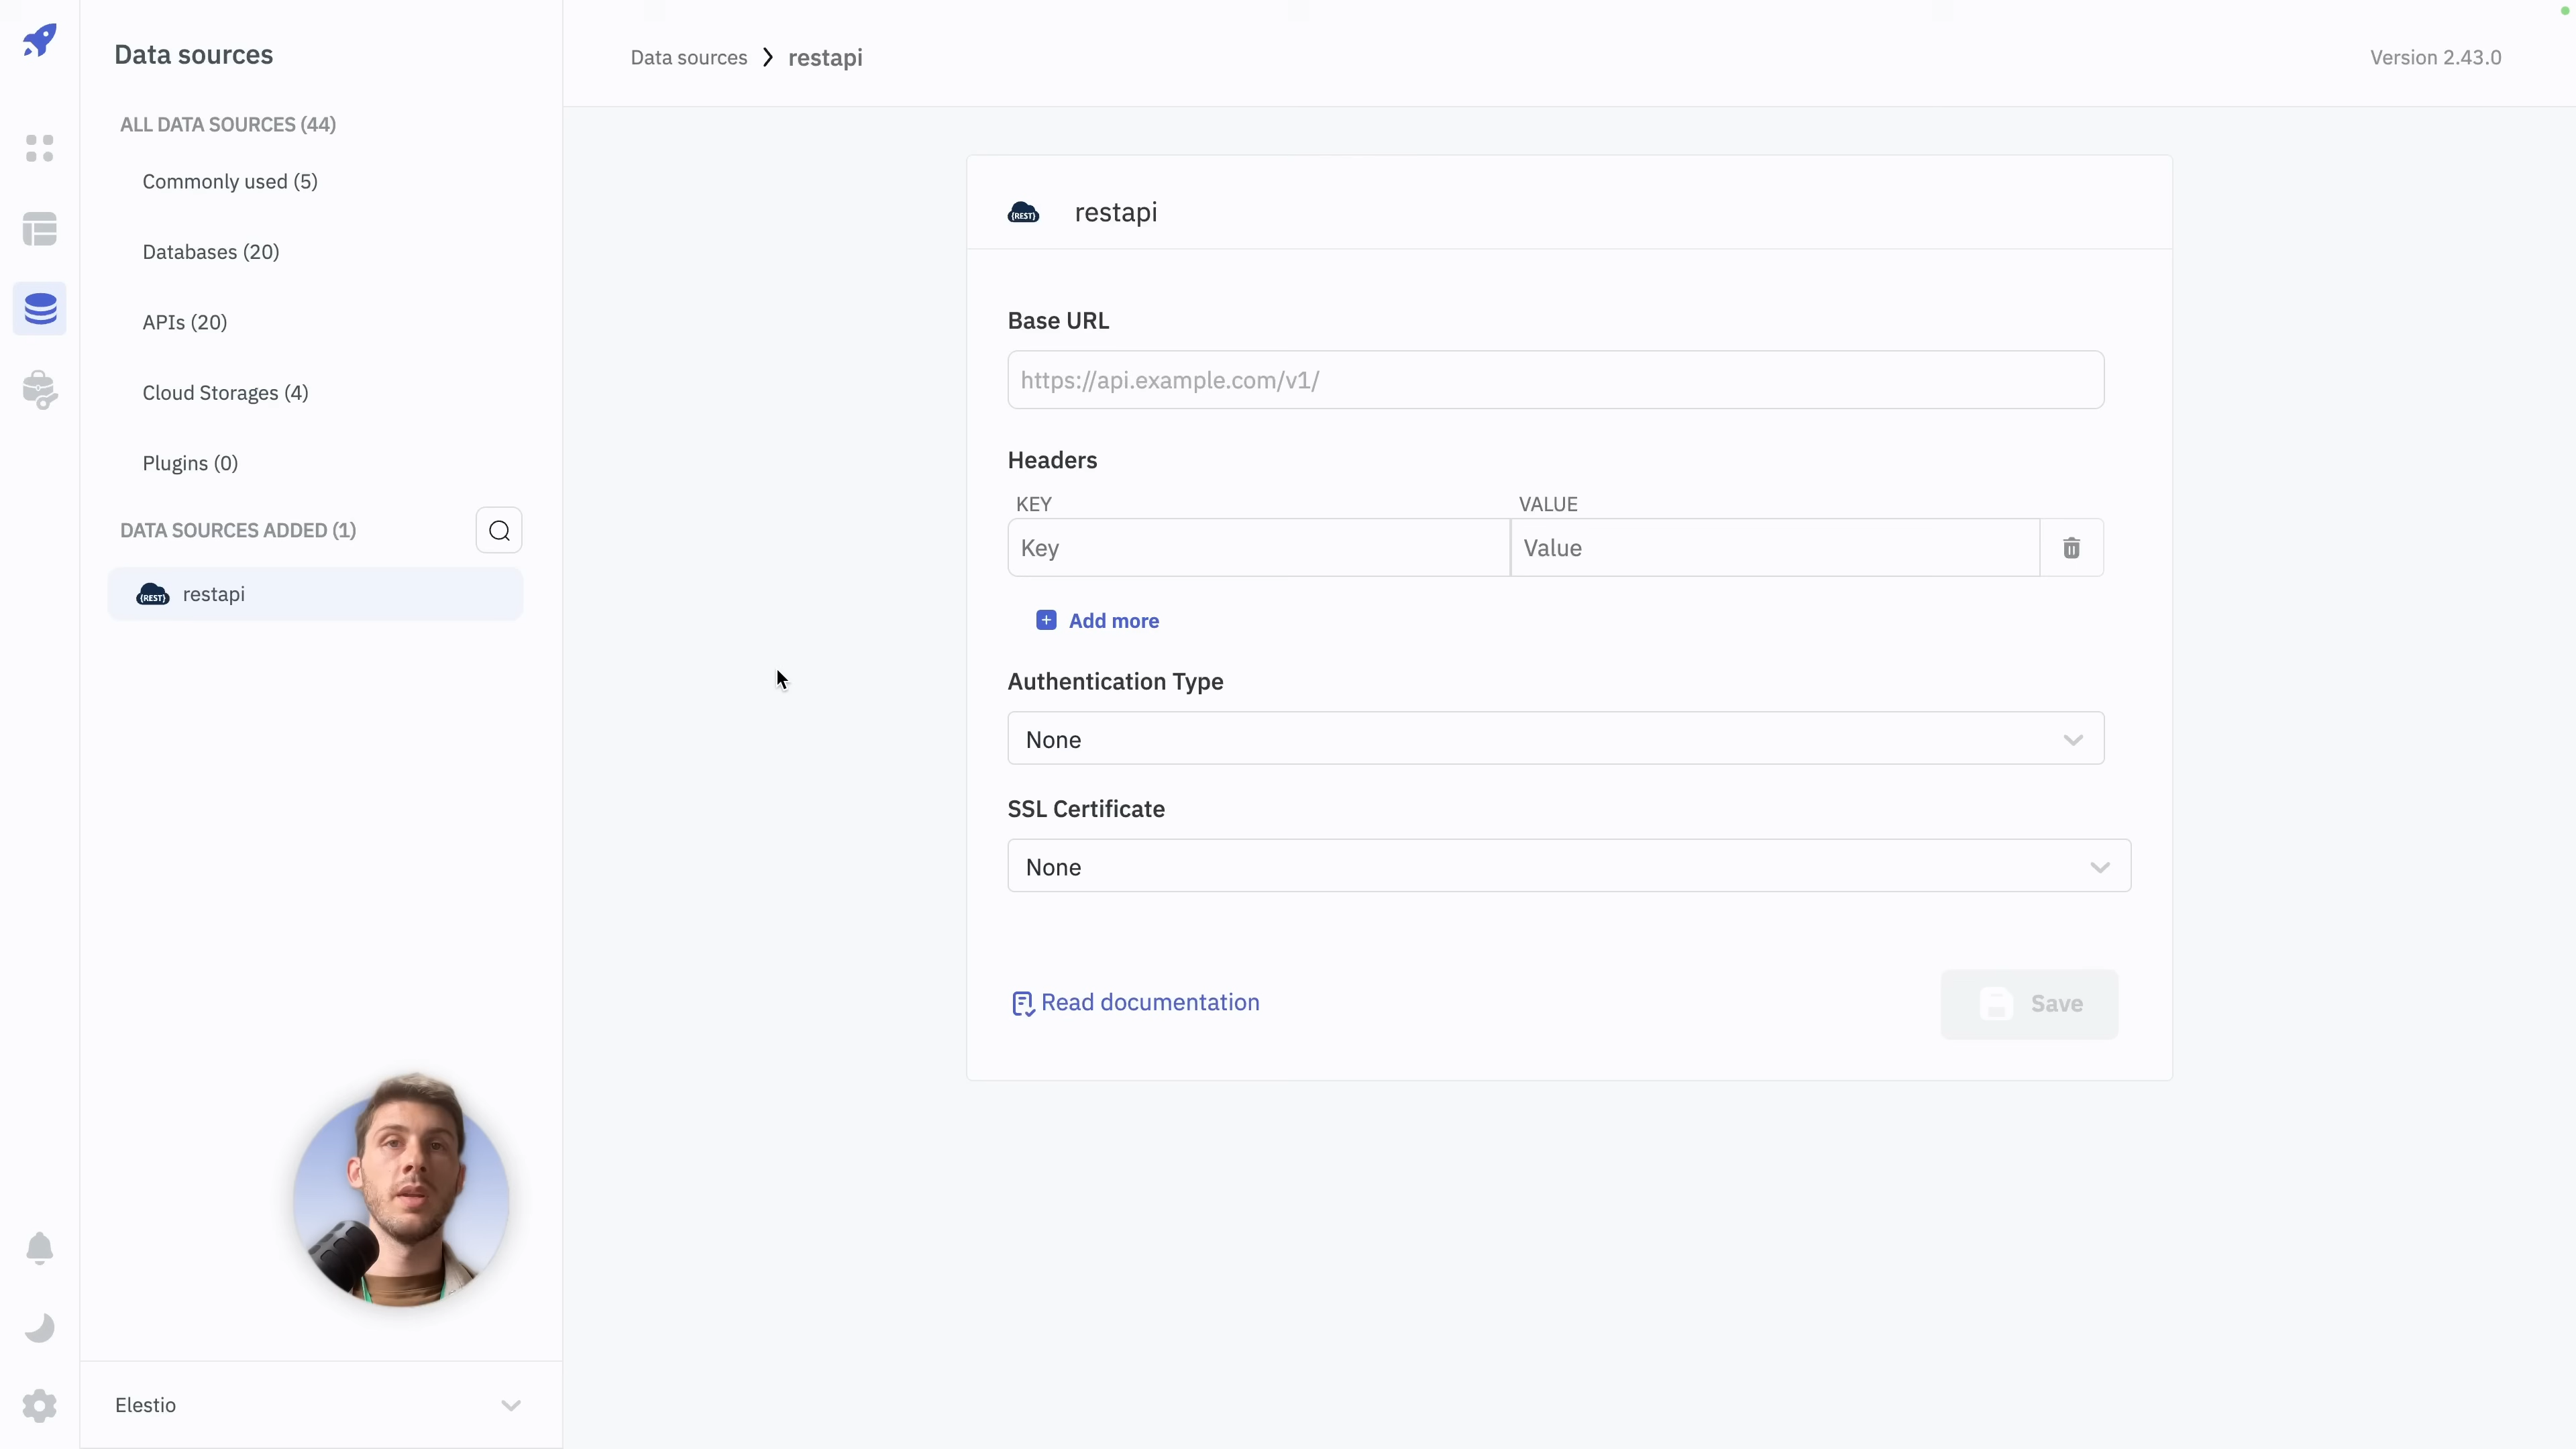 Data sources
ALL DATA SOURCES (44)
Commonly used (5)
Databases (20)
APIs (20)
Cloud Storages (4)
Plugins (0)
DATA SOURCES ADDED (1)
{REST} restapi
Elestio
Data sources > restapi
Version 2.43.0
{REST} restapi
Base URL
https://api.example.com/v1/
Headers
KEY VALUE
Key Value
+ Add more
Authentication Type
None
SSL Certificate
None
Read documentation
Save